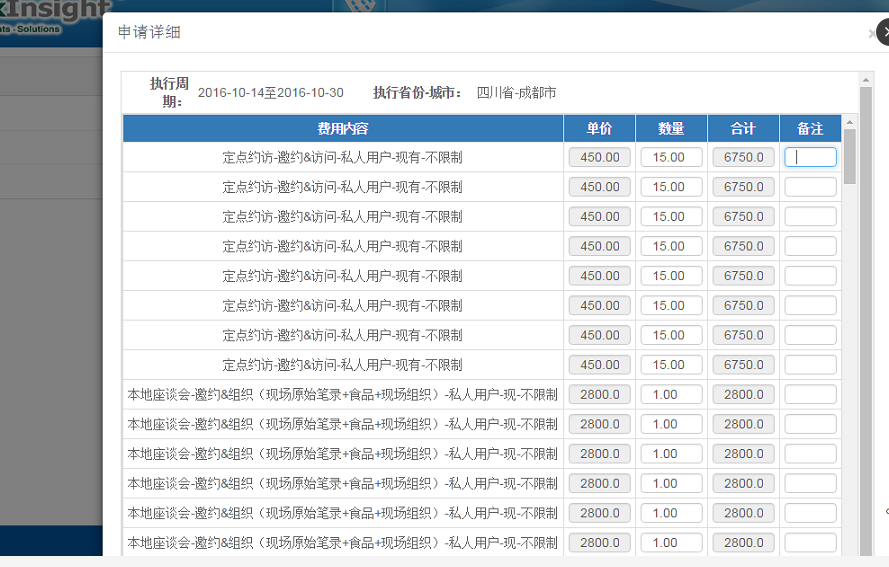 kInsight
ats - Solutions
申请详细
执行周期： 2016-10-14至2016-10-30 执行省份-城市： 四川省-成都市
费用内容 单价 数量 合计 备注
定点约访-邀约&访问-私人用户-现有-不限制 450.00 15.00 6750.0
定点约访-邀约&访问-私人用户-现有-不限制 450.00 15.00 6750.0
定点约访-邀约&访问-私人用户-现有-不限制 450.00 15.00 6750.0
定点约访-邀约&访问-私人用户-现有-不限制 450.00 15.00 6750.0
定点约访-邀约&访问-私人用户-现有-不限制 450.00 15.00 6750.0
定点约访-邀约&访问-私人用户-现有-不限制 450.00 15.00 6750.0
定点约访-邀约&访问-私人用户-现有-不限制 450.00 15.00 6750.0
定点约访-邀约&访问-私人用户-现有-不限制 450.00 15.00 6750.0
本地座谈会-邀约&组织（现场原始笔录+食品+现场组织）-私人用户-现-不限制 2800.0 1.00 2800.0
本地座谈会-邀约&组织（现场原始笔录+食品+现场组织）-私人用户-现-不限制 2800.0 1.00 2800.0
本地座谈会-邀约&组织（现场原始笔录+食品+现场组织）-私人用户-现-不限制 2800.0 1.00 2800.0
本地座谈会-邀约&组织（现场原始笔录+食品+现场组织）-私人用户-现-不限制 2800.0 1.00 2800.0
本地座谈会-邀约&组织（现场原始笔录+食品+现场组织）-私人用户-现-不限制 2800.0 1.00 2800.0
本地座谈会-邀约&组织（现场原始笔录+食品+现场组织）-私人用户-现-不限制 2800.0 1.00 2800.0